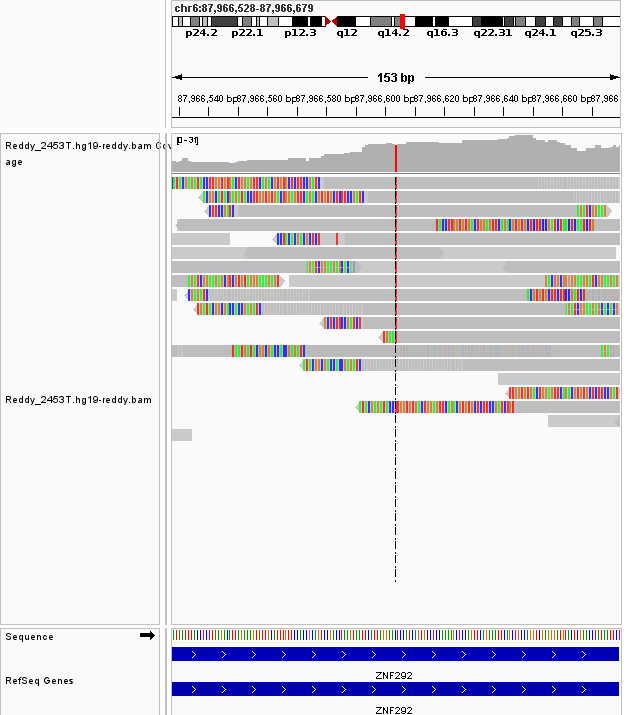 chr6:87,966,528-87,966,679
p24.2 p22.1 p12.3 q12 q14.2 q16.3 q22.31 q24.1 q25.3
153 bp
87,966,540 bp 87,966,560 bp 87,966,580 bp 87,966,600 bp 87,966,620 bp 87,966,640 bp 87,966,660 bp 87,966
Reddy_2453T.hg19-reddy.bam Cov
age
[0-31]
Reddy_2453T.hg19-reddy.bam
Sequence
RefSeq Genes
ZNF292
ZNF292